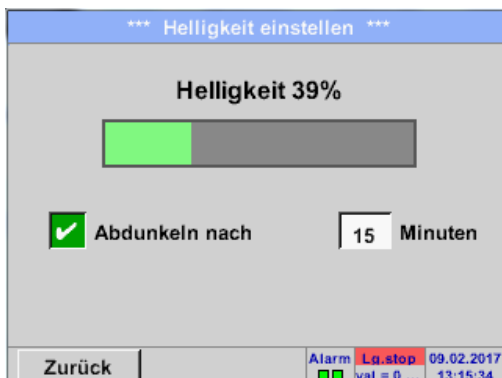 *** Helligkeit einstellen ***
Helligkeit 39%
Abdunkeln nach 15 Minuten
Zurück
Alarm Lg.stop 09.02.2017
val = 0 13:15:34